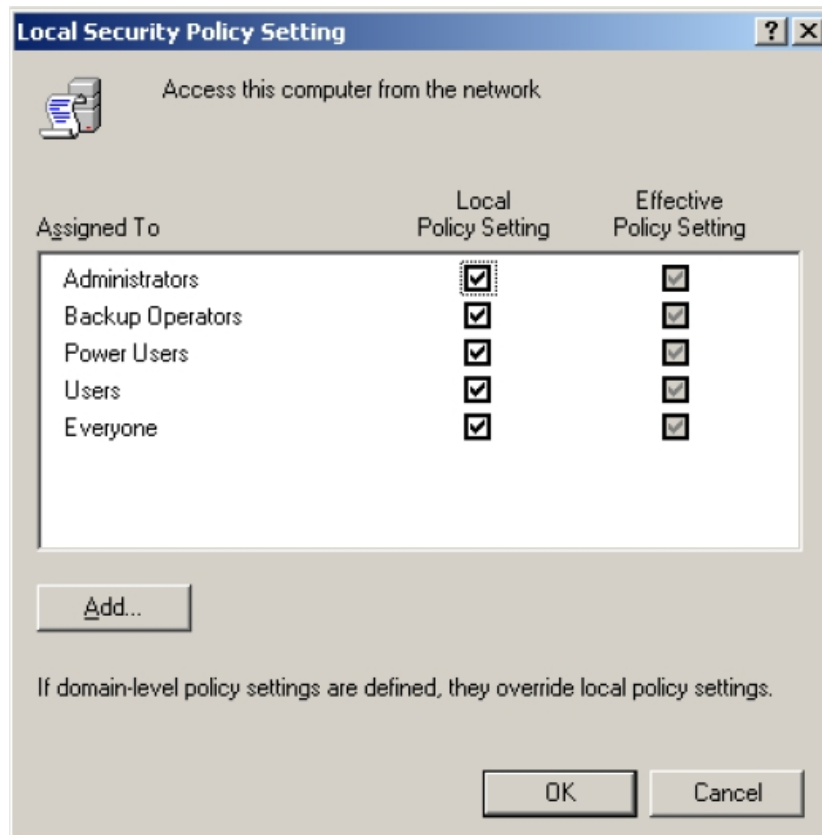 Local Security Policy Setting
Access this computer from the network
Assigned To
Local
Policy Setting
Effective
Policy Setting
Administrators
Backup Operators
Power Users
Users
Everyone
Add...
If domain-level policy settings are defined, they override local policy settings.
OK
Cancel